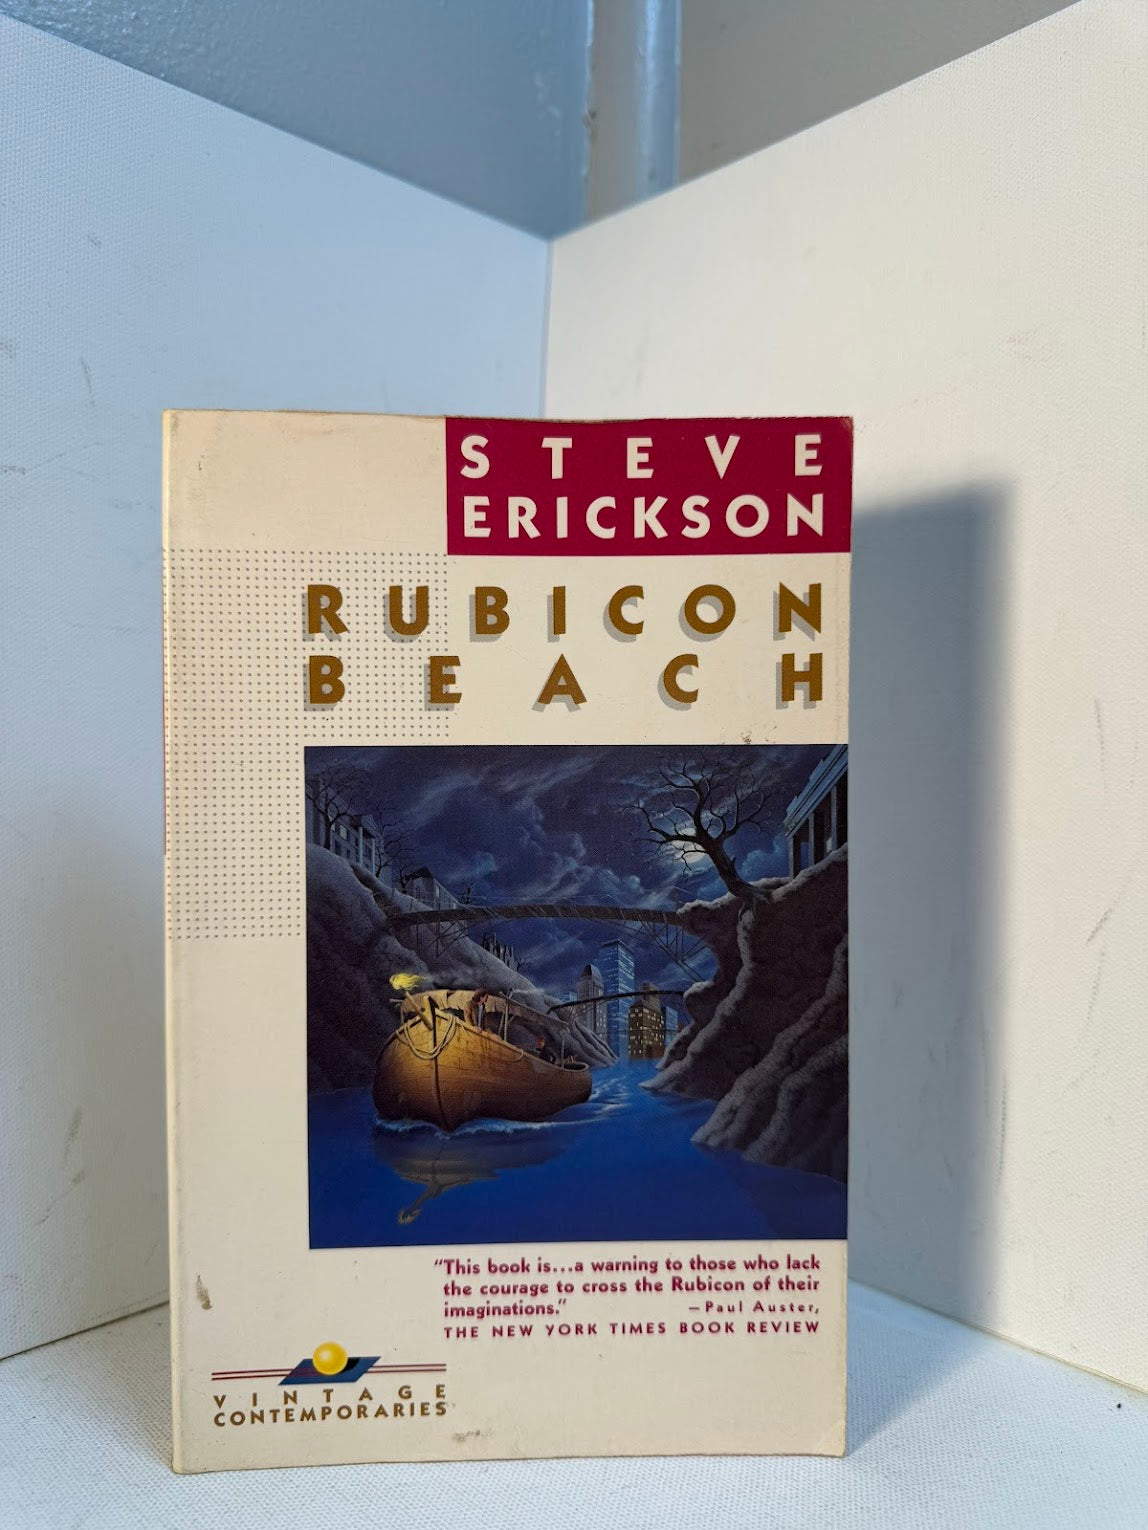 STEVE
ERICKSON
RUBICON
BEACH
“This book is...a warning to those who lack
the courage to cross the Rubicon of their
imaginations.” —Paul Auster,
THE NEW YORK TIMES BOOK REVIEW
VINTAGE
CONTEMPORARIES